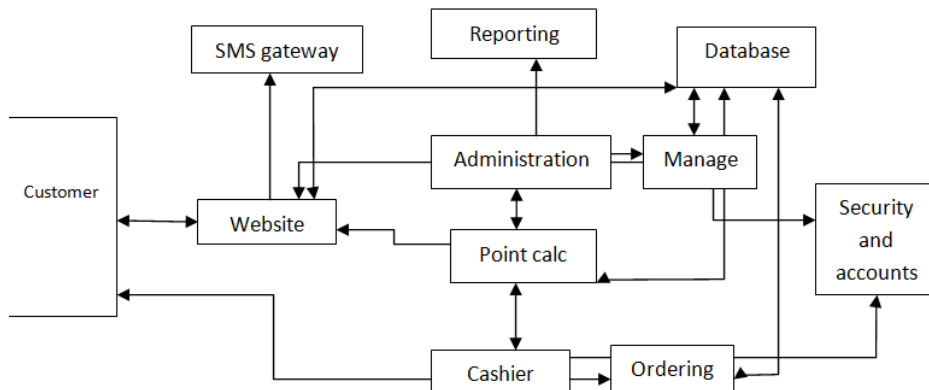 Reporting
SMS gateway
Database
Administration
Manage
Customer
Website
Security
and
accounts
Point calc
Cashier
Ordering